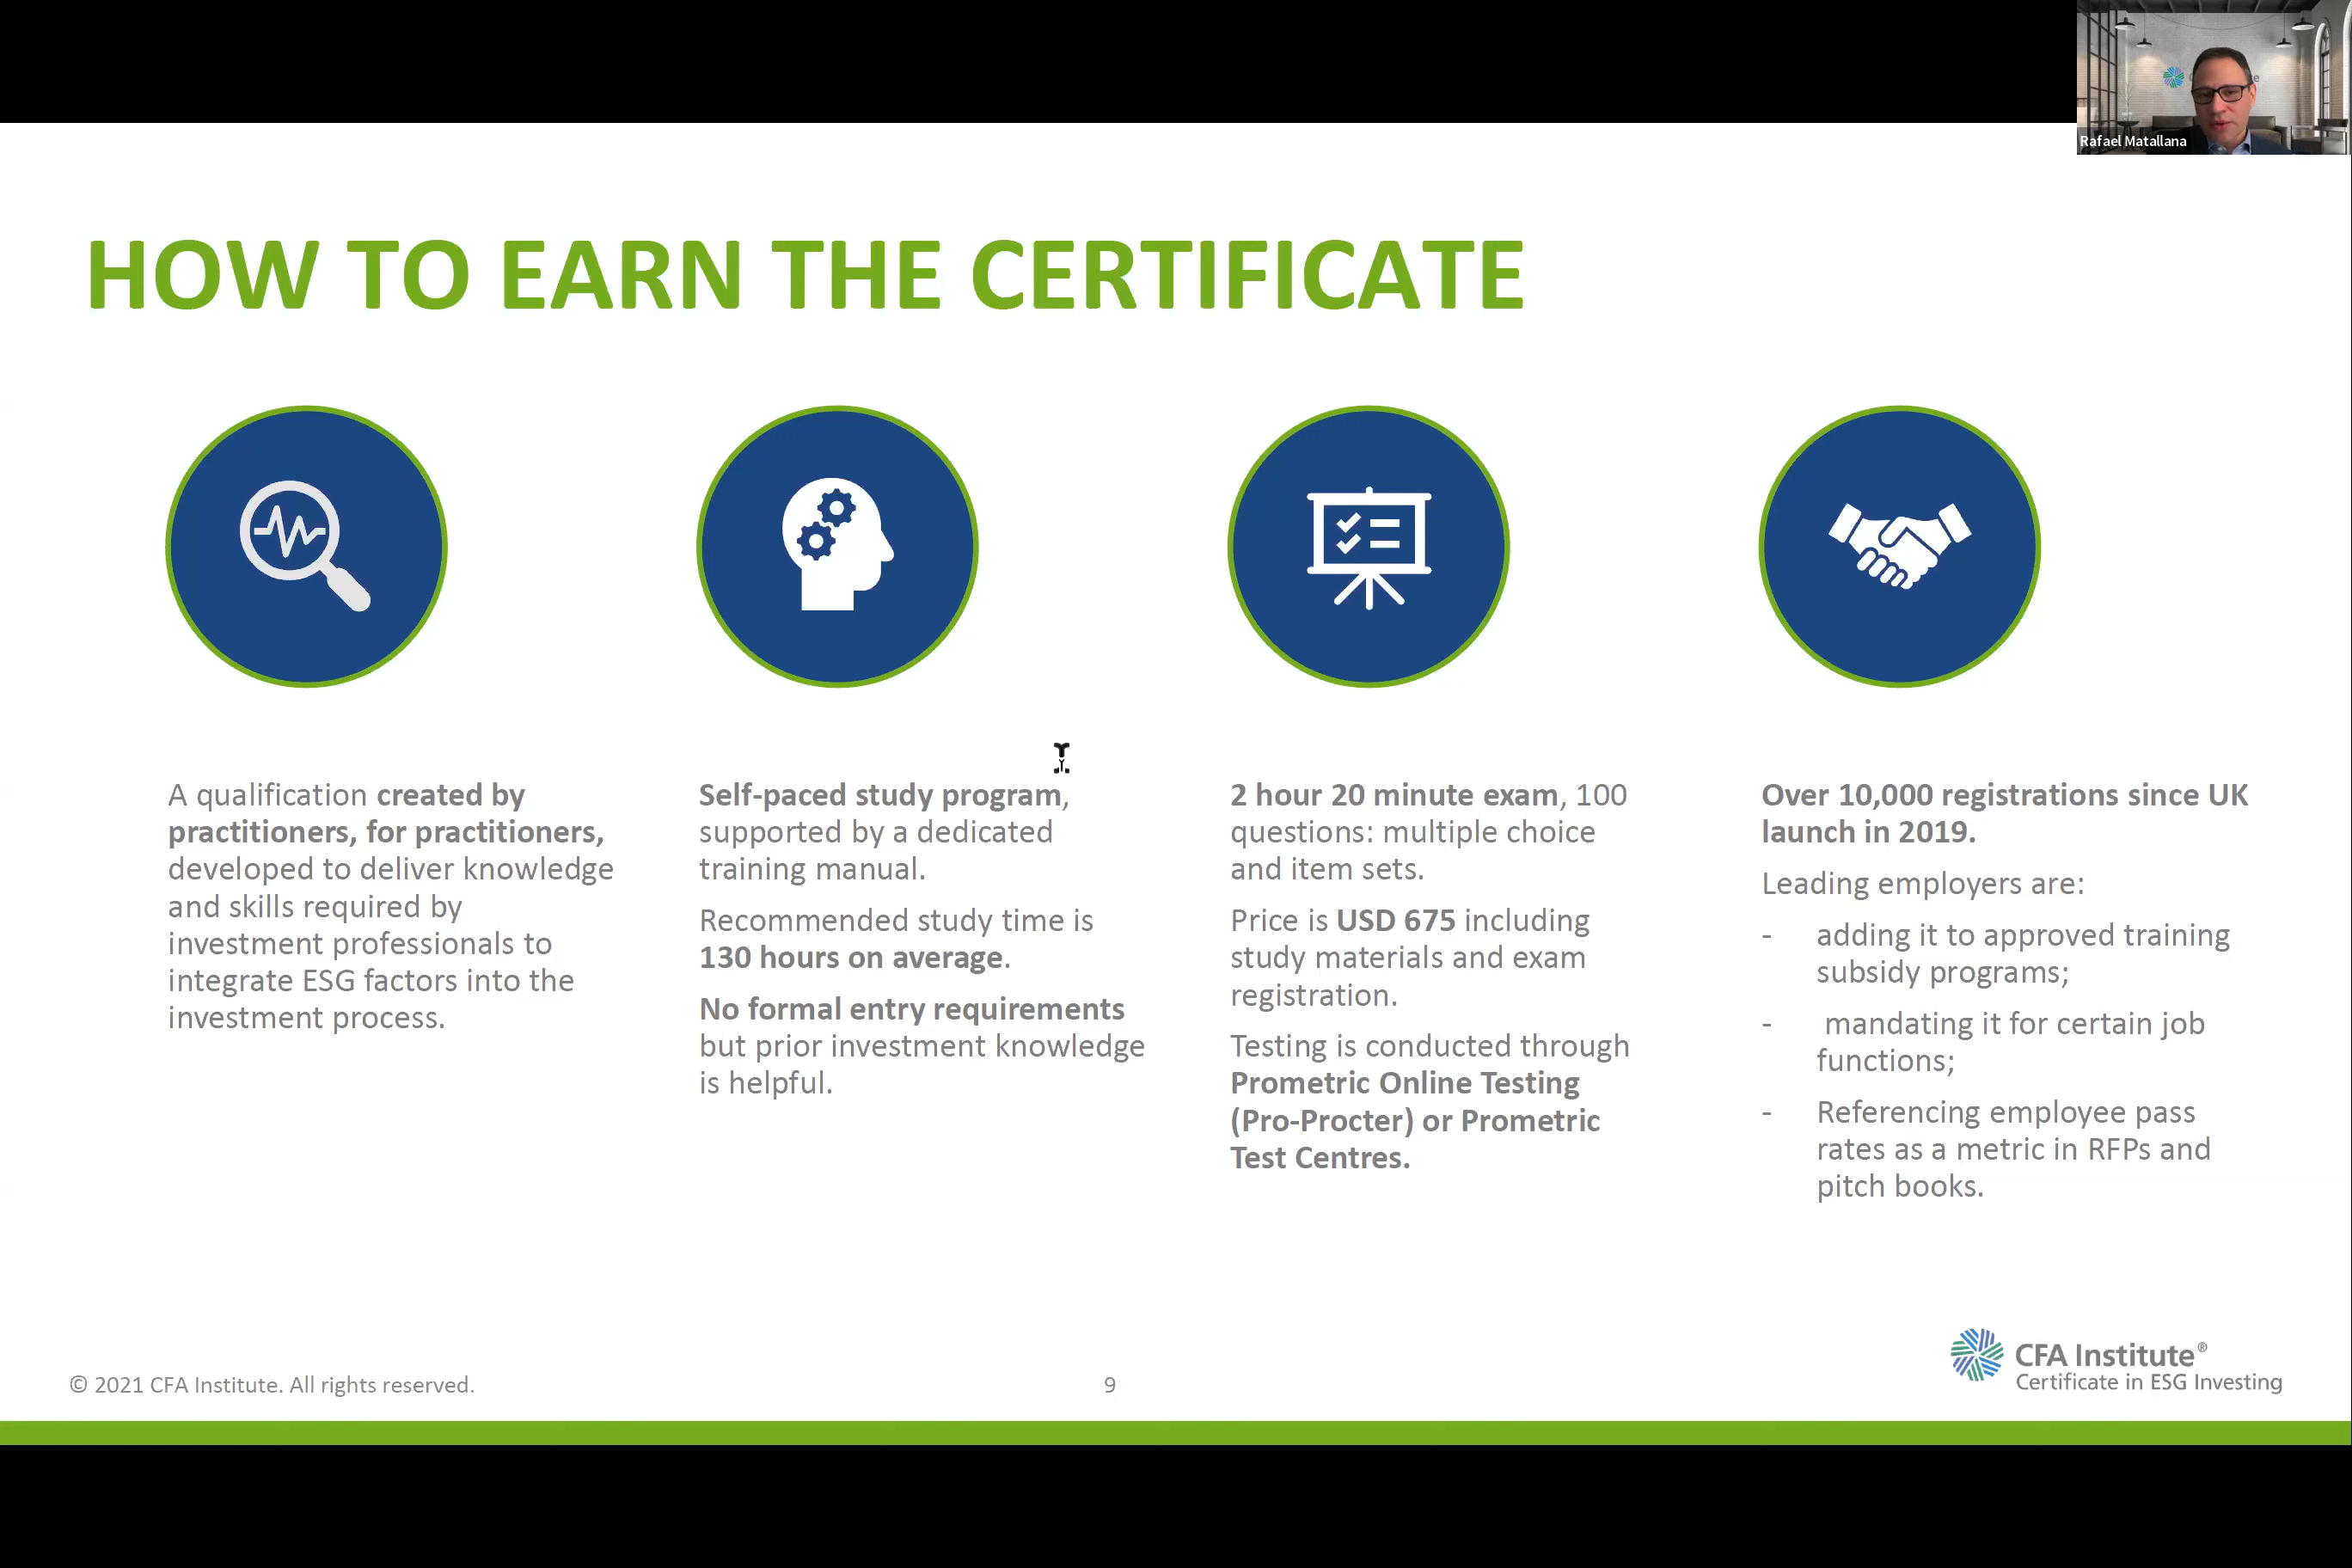 Rafael Matallana
HOW TO EARN THE CERTIFICATE
A qualification created by
practitioners, for practitioners,
developed to deliver knowledge
and skills required by
investment professionals to
integrate ESG factors into the
investment process.
Self-paced study program,
supported by a dedicated
training manual.
Recommended study time is
130 hours on average.
No formal entry requirements
but prior investment knowledge
is helpful.
2 hour 20 minute exam, 100
questions: multiple choice
and item sets.
Price is USD 675 including
study materials and exam
registration.
Testing is conducted through
Prometric Online Testing
(Pro-Procter) or Prometric
Test Centres.
Over 10,000 registrations since UK
launch in 2019.
Leading employers are:
- adding it to approved training
subsidy programs;
- mandating it for certain job
functions;
- Referencing employee pass
rates as a metric in RFPs and
pitch books.
© 2021 CFA Institute. All rights reserved.
9
CFA Institute®
Certificate in ESG Investing